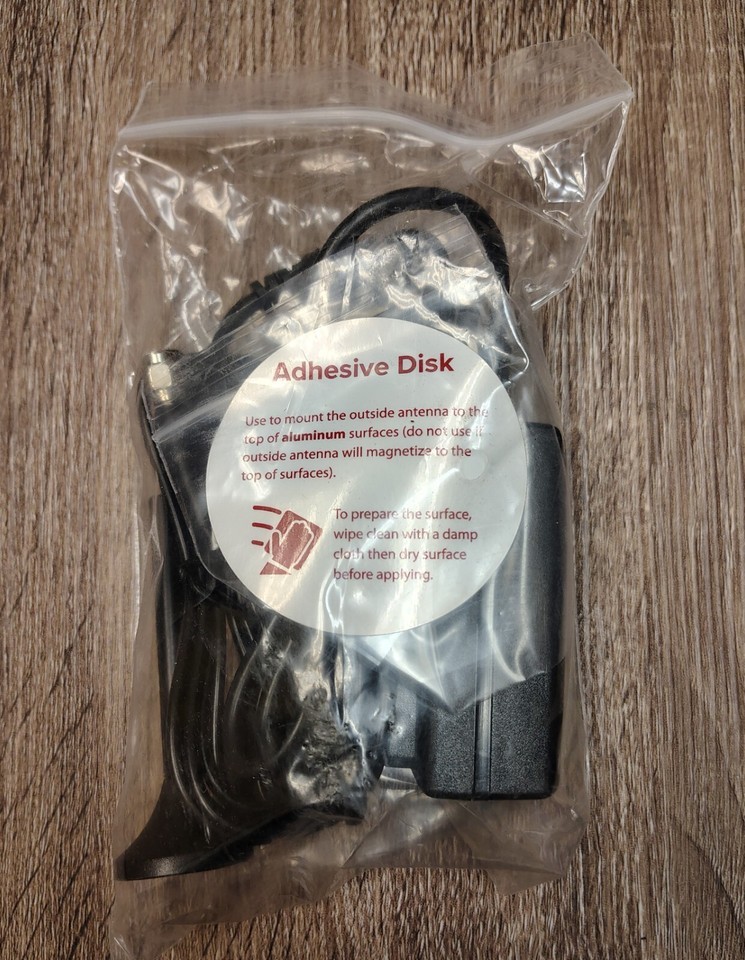 Adhesive Disk
Use to mount the outside antenna to the
top of aluminum surfaces (do not use if
outside antenna will magnetize to the
top of surfaces).
To prepare the surface,
wipe clean with a damp
cloth then dry surface
before applying.